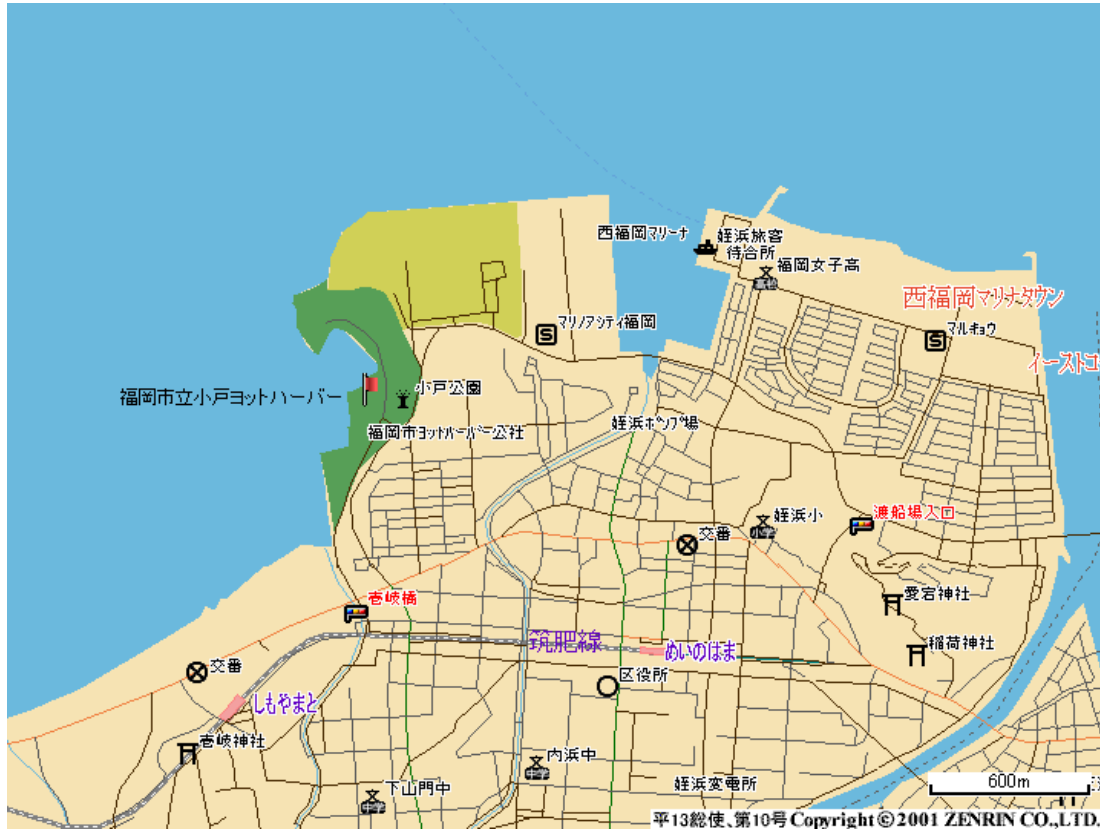 西福岡マリーナ
姪浜旅客
待合所
福岡女子高
高校
西福岡マリナタウン
マリノアシティ福岡
マルキョウ
イーストコ
福岡市立小戸ヨットハーバー
小戸公園
福岡市ヨットハーバー公社
姪浜ポンプ場
姪浜小
小学
渡船場入口
交番
愛宕神社
壱岐橋
稲荷神社
筑肥線
めいのはま
交番
区役所
しもやまと
壱岐神社
内浜中
中学
下山門中
中学
姪浜変電所
600m
平13総使、第10号 Copyright © 2001 ZENRIN CO.,LTD.